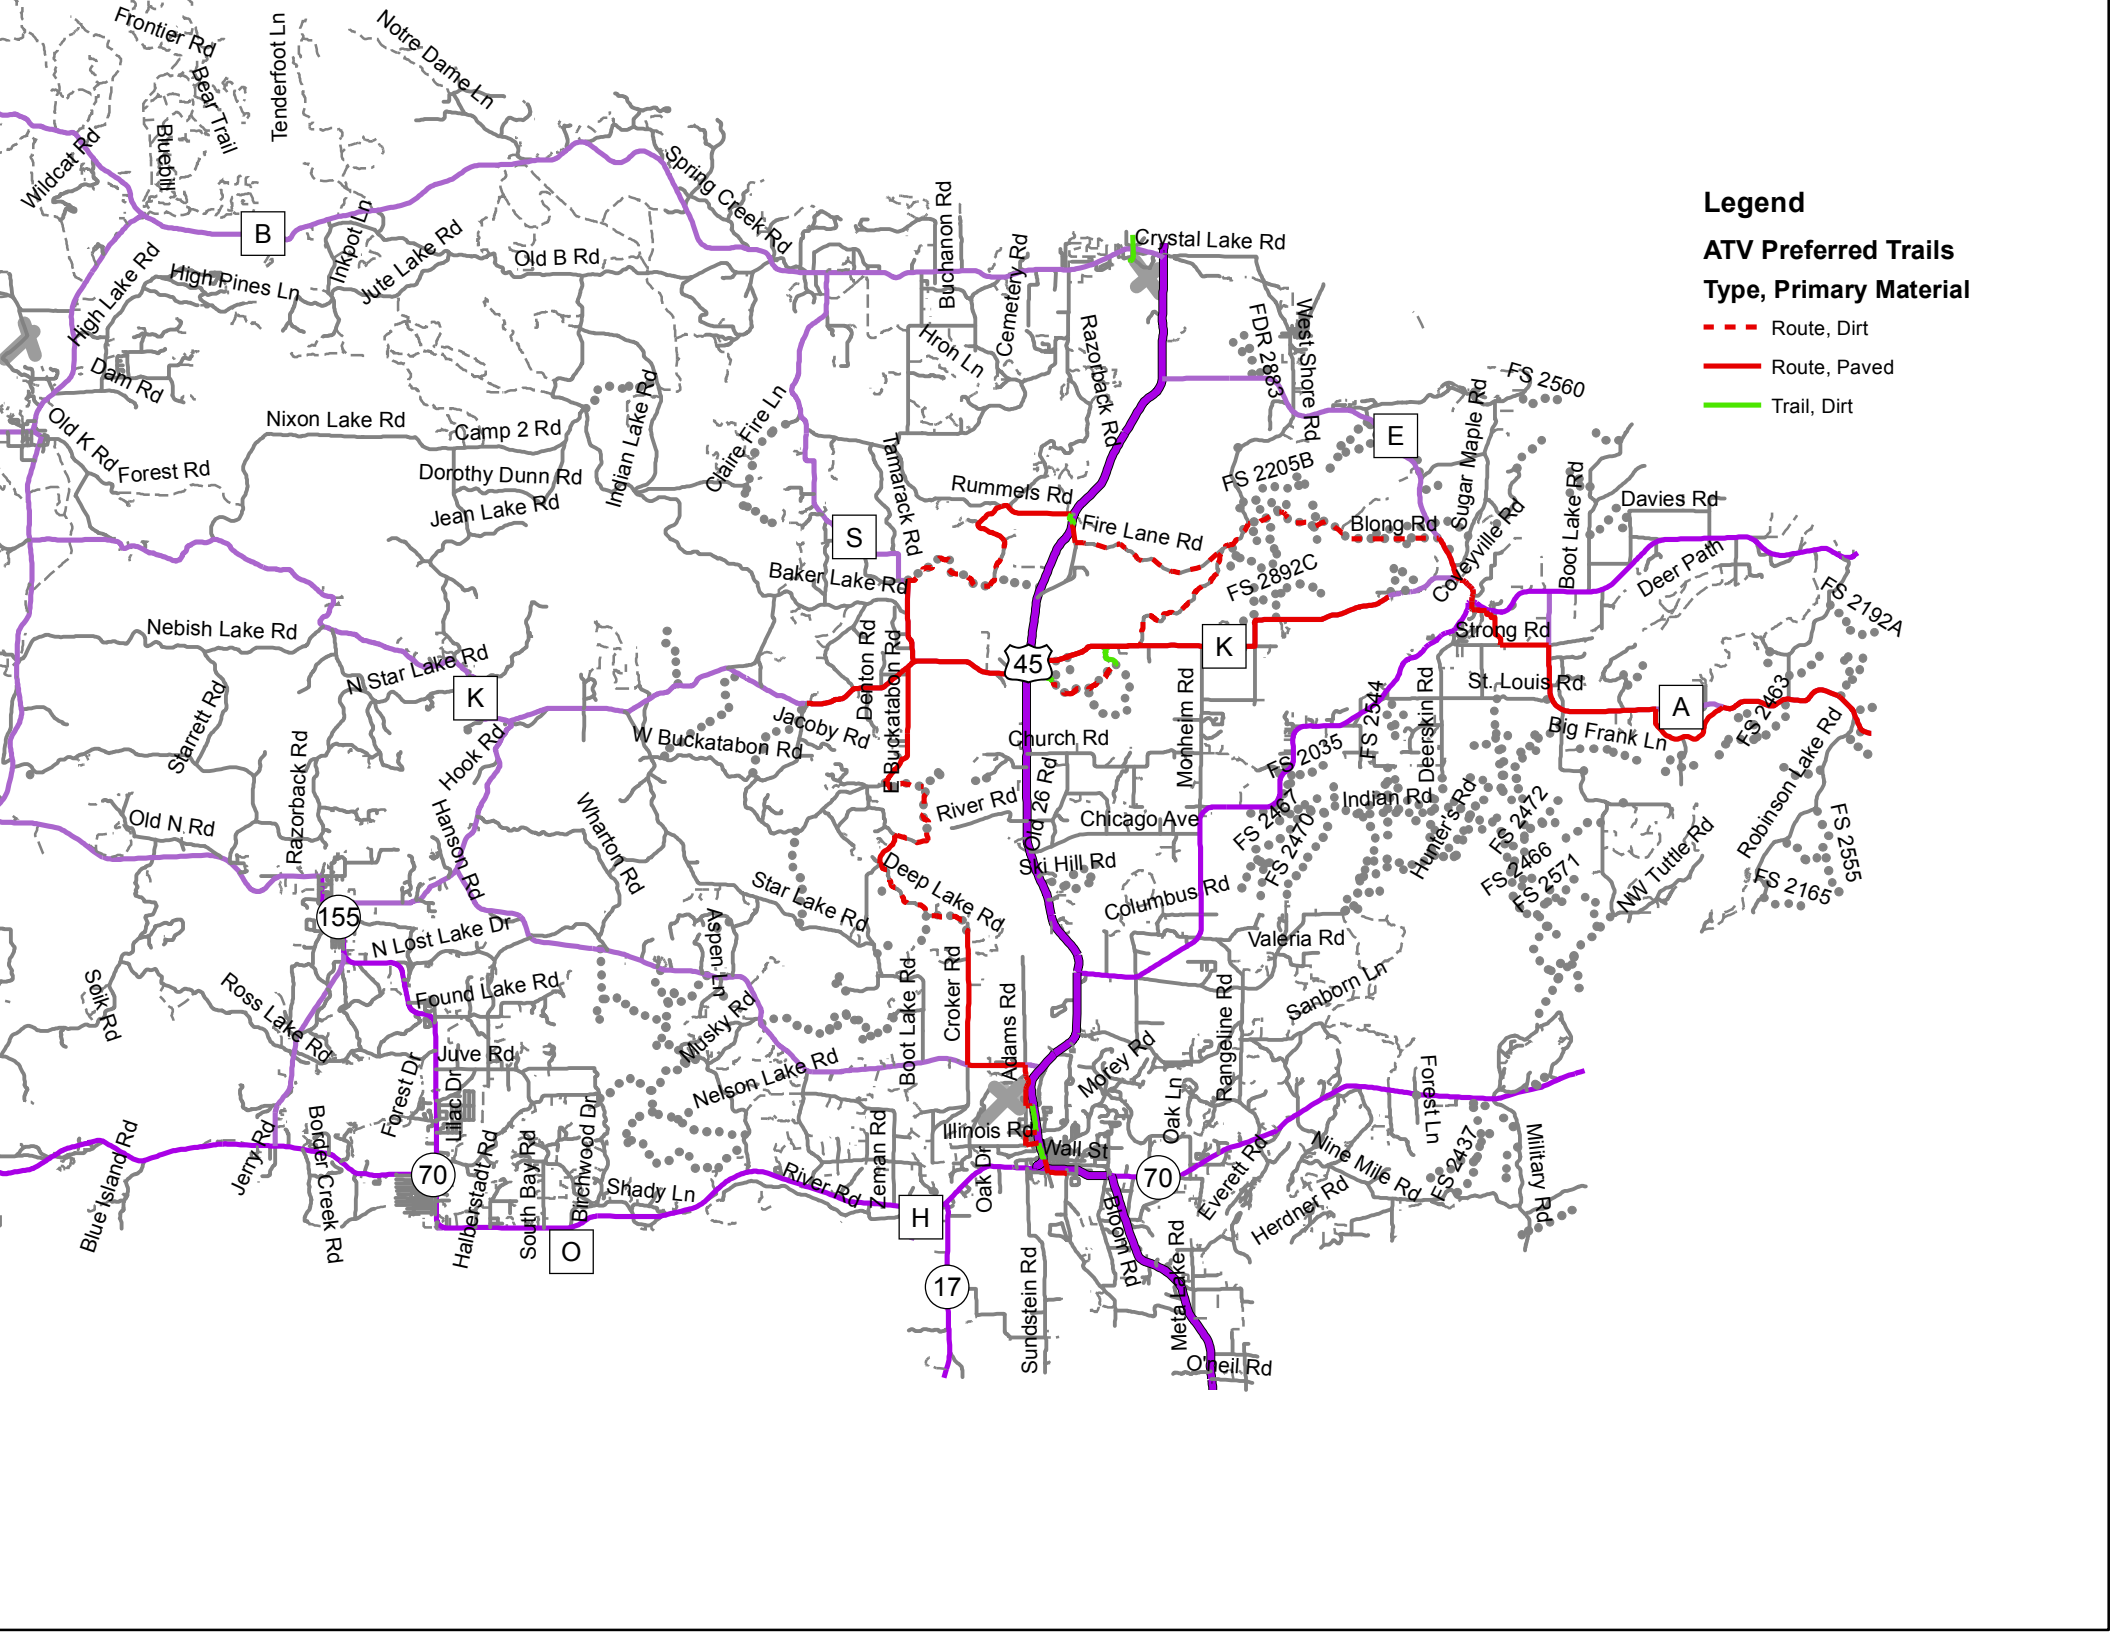 Frontier Rd
Bear Trail
Tenderfoot Ln
Notre Dame Ln
Wildcat Rd
Bluebill
Spring Creek Rd
B
Inkpot Ln
Jute Lake Rd
Old B Rd
High Lake Rd
High Pines Ln
Buchanon Rd
Cemetery Rd
Crystal Lake Rd
Legend
ATV Preferred Trails
Type, Primary Material
Route, Dirt
Route, Paved
Trail, Dirt
Hroh Ln
Razorback Rd
FDR 2883
West Shore Rd
Dam Rd
FS 2560
Old K Rd
Nixon Lake Rd
Camp 2 Rd
Indian Lake Rd
Claire Fire Ln
E
Sugar Maple Rd
Forest Rd
Dorothy Dunn Rd
Tamarack Rd
Rummels Rd
FS 2205B
Boot Lake Rd
Davies Rd
Jean Lake Rd
S
Fire Lane Rd
Blong Rd
Coveyville Rd
Baker Lake Rd
FS 2892C
Deer Path
FS 2192A
Nebish Lake Rd
Denton Rd
E Buckatabon Rd
45
K
Strong Rd
N Star Lake Rd
K
Starrett Rd
Jacoby Rd
Monheim Rd
FS 2544
Deerskin Rd
St. Louis Rd
A
FS 2463
W Buckatabon Rd
Church Rd
FS 2035
Big Frank Ln
Hook Rd
Razorback Rd
Robinson Lake Rd
Hanson Rd
Wharton Rd
River Rd
Old 26 Rd
Chicago Ave
FS 2467
FS 2470
Indian Rd
Hunter's Rd
FS 2472
FS 2466
FS 2571
NW Tuttle Rd
FS 2555
FS 2165
Old N Rd
Ski Hill Rd
Deep Lake Rd
Star Lake Rd
Columbus Rd
155
N Lost Lake Dr
Aspen Ln
Valeria Rd
Soik Rd
Ross Lake Rd
Found Lake Rd
Musky Rd
Boot Lake Rd
Croker Rd
Adams Rd
Rangeline Rd
Sanborn Ln
Juve Rd
Nelson Lake Rd
Morey Rd
Forest Dr
Lilac Dr
Oak Ln
Forest Ln
Blue Island Rd
Jerry Rd
Border Creek Rd
70
Halberstadt Rd
South Bay Rd
Birchwood Dr
Shady Ln
River Rd
Zeman Rd
Illinois Rd
Wall St
Oak Dr
70
Everett Rd
Nine Mile Rd
Herdner Rd
FS 2437
Military Rd
H
O
Bloom Rd
17
Sundstein Rd
Meta Lake Rd
O'neil Rd